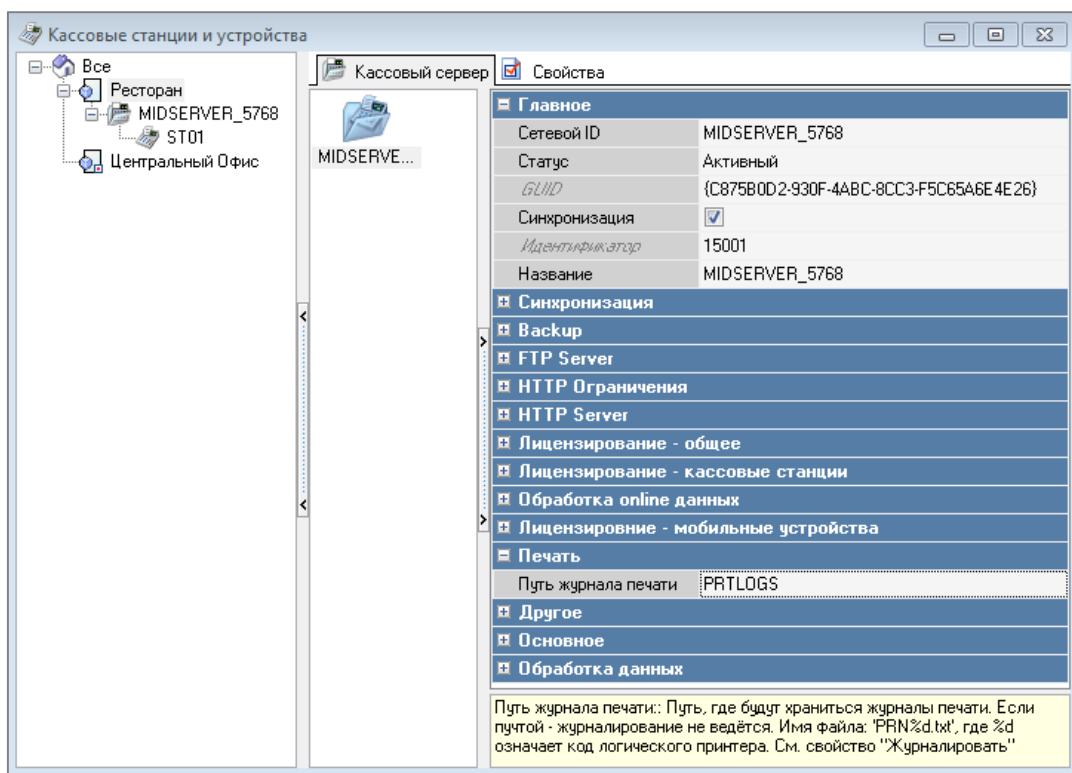 Кассовые станции и устройства
Все
Ресторан
MIDSERVER_5768
ST01
Центральный Офис
Кассовый сервер
Свойства
MIDSERVE...
Главное
Сетевой ID MIDSERVER_5768
Статус Активный
GUID {C875B0D2-930F-4ABC-8CC3-F5C65A6E4E26}
Синхронизация
Идентификатор 15001
Название MIDSERVER_5768
Синхронизация
Backup
FTP Server
HTTP Ограничения
HTTP Server
Лицензирование - общее
Лицензирование - кассовые станции
Обработка online данных
Лицензировние - мобильные устройства
Печать
Путь журнала печати PRTLOGS
Другое
Основное
Обработка данных
Путь журнала печати:: Путь, где будут храниться журналы печати. Если
пучтой - журналирование не ведётся. Имя файла: 'PRN%d.txt', где %d
означает код логического принтера. См. свойство "Журналировать"